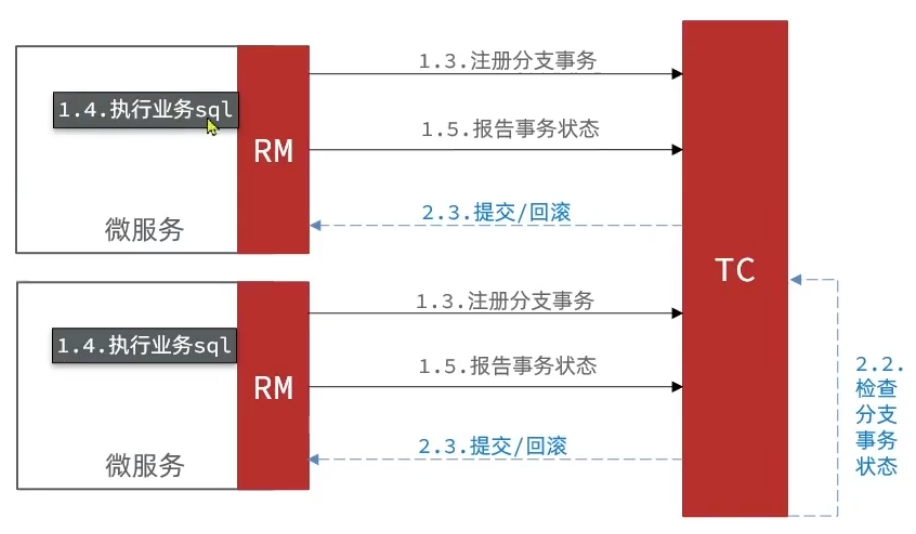 1.3.注册分支事务
1.4.执行业务sql
1.5.报告事务状态
RM
2.3.提交/回滚
微服务
TC
1.3.注册分支事务
1.4.执行业务sql
1.5.报告事务状态
RM
2.3.提交/回滚
微服务
2.2.
检查
分支
事务
状态